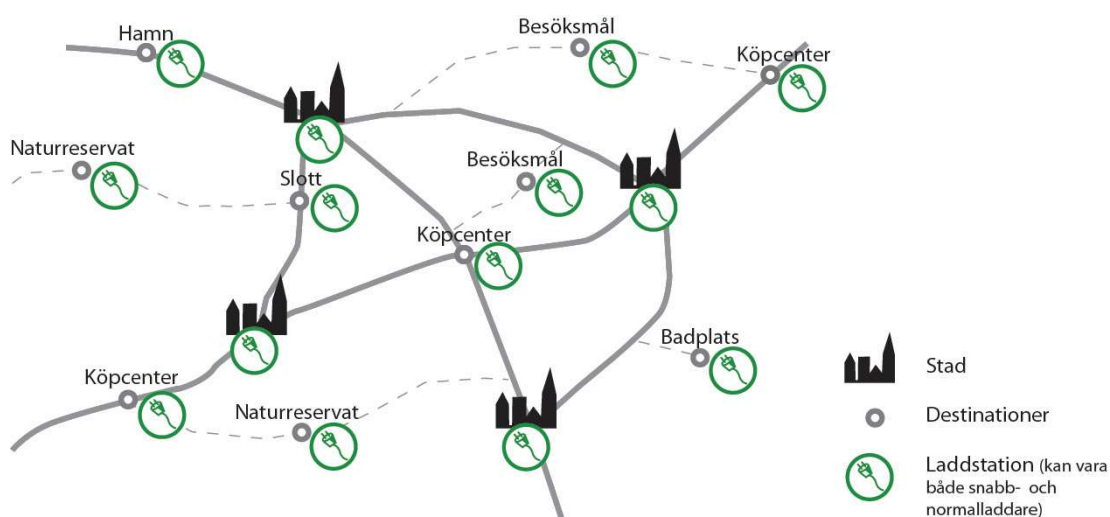 Hamn
Besöksmål
Köpcenter
Naturreservat
Slott
Besöksmål
Köpcenter
Badplats
Köpcenter
Naturreservat
Stad
Destinationer
Laddstation (kan vara
både snabb- och
normalladdare)